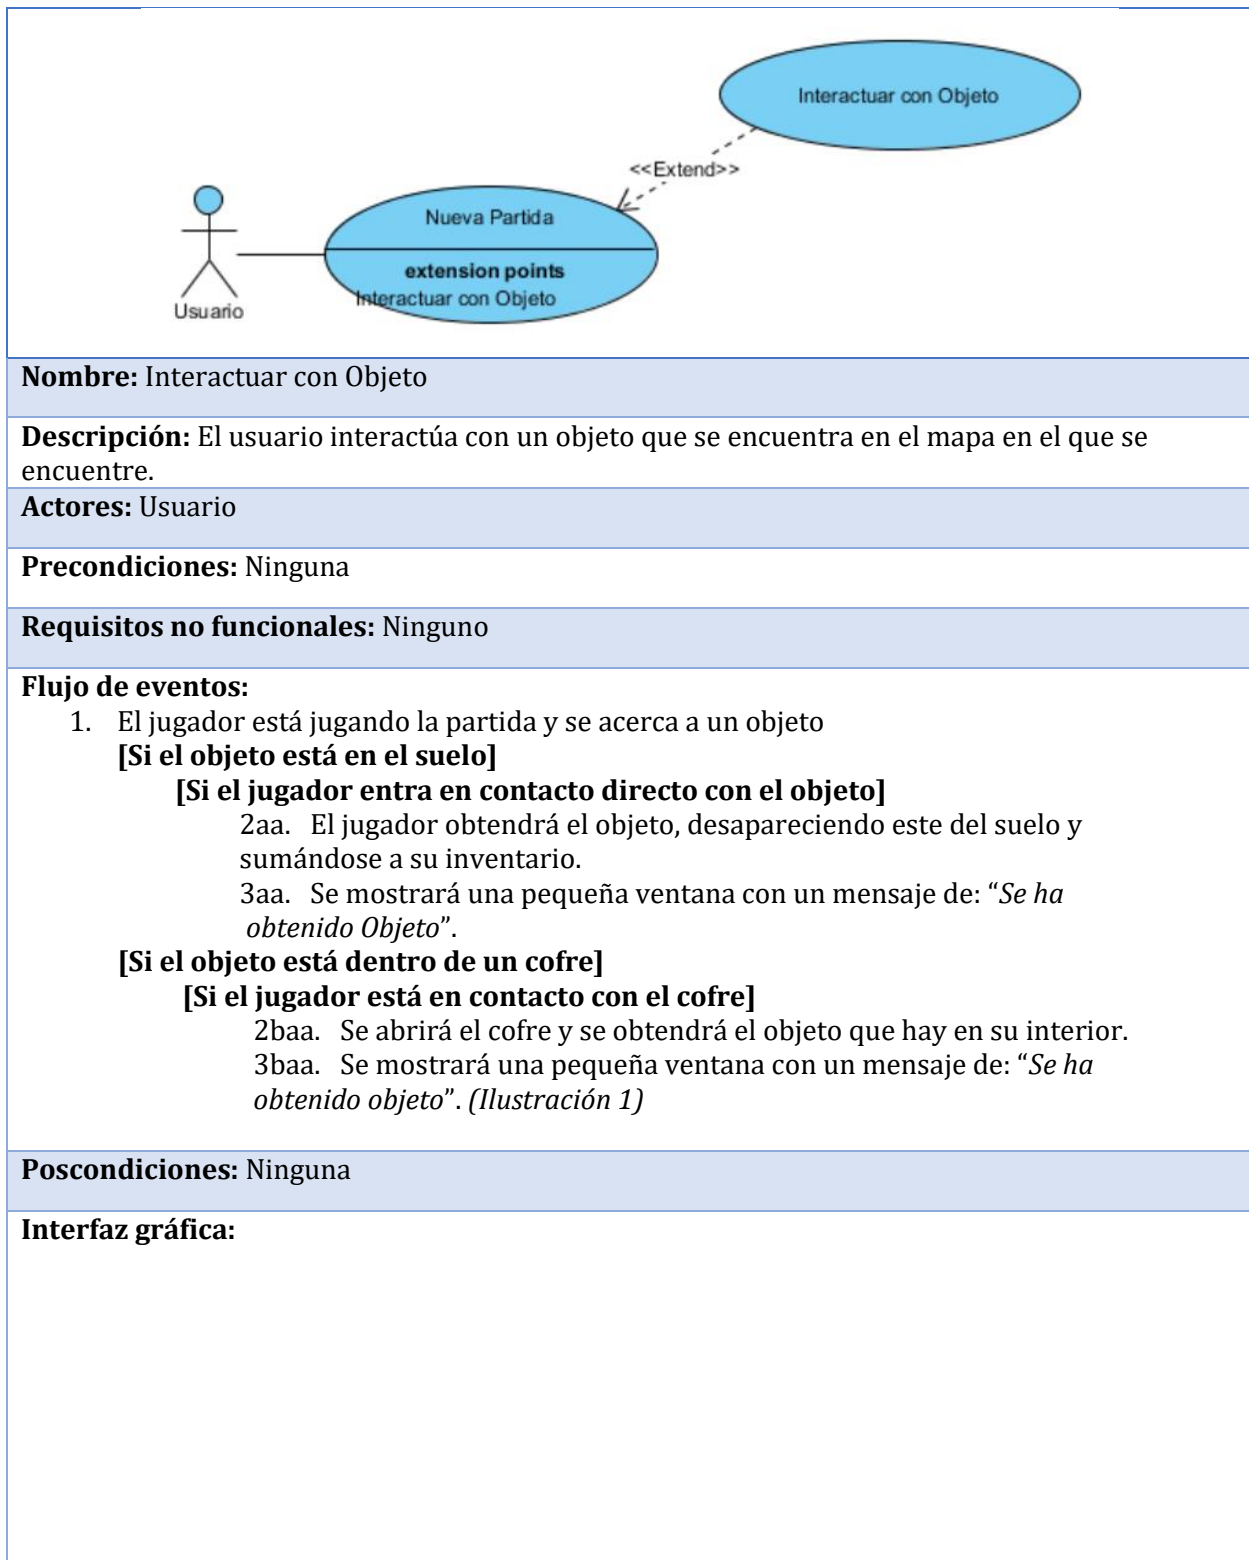 Interactuar con Objeto
<<Extend>>
Nueva Partida
extension points
Interactuar con Objeto
Usuario
Nombre: Interactuar con Objeto
Descripción: El usuario interactúa con un objeto que se encuentra en el mapa en el que se
encuentre.
Actores: Usuario
Precondiciones: Ninguna
Requisitos no funcionales: Ninguno
Flujo de eventos:
1. El jugador está jugando la partida y se acerca a un objeto
[Si el objeto está en el suelo]
[Si el jugador entra en contacto directo con el objeto]
2aa. El jugador obtendrá el objeto, desapareciendo este del suelo y
sumándose a su inventario.
3aa. Se mostrará una pequeña ventana con un mensaje de: “Se ha
obtenido Objeto”.
[Si el objeto está dentro de un cofre]
[Si el jugador está en contacto con el cofre]
2baa. Se abrirá el cofre y se obtendrá el objeto que hay en su interior.
3baa. Se mostrará una pequeña ventana con un mensaje de: “Se ha
obtenido objeto”. (Ilustración 1)
Poscondiciones: Ninguna
Interfaz gráfica: